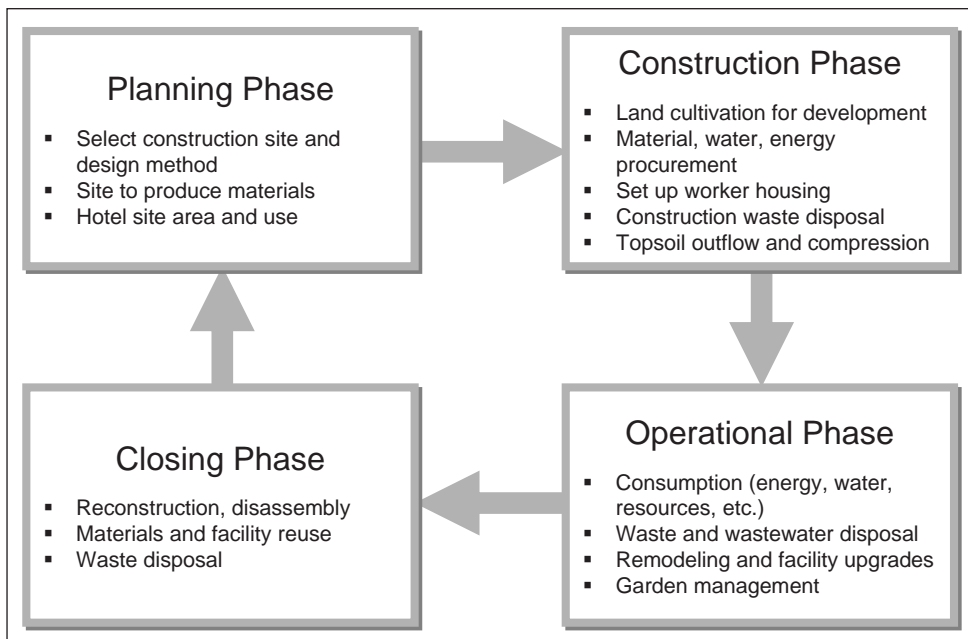 Planning Phase
▪ Select construction site and
design method
▪ Site to produce materials
▪ Hotel site area and use
Construction Phase
▪ Land cultivation for development
▪ Material, water, energy
procurement
▪ Set up worker housing
▪ Construction waste disposal
▪ Topsoil outflow and compression
Closing Phase
▪ Reconstruction, disassembly
▪ Materials and facility reuse
▪ Waste disposal
Operational Phase
▪ Consumption (energy, water,
resources, etc.)
▪ Waste and wastewater disposal
▪ Remodeling and facility upgrades
▪ Garden management